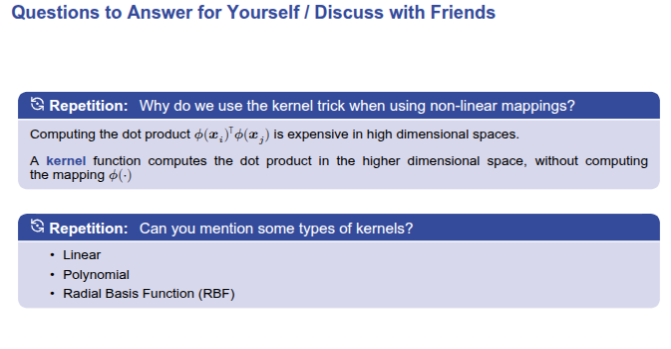 Questions to Answer for Yourself / Discuss with Friends
Repetition: Why do we use the kernel trick when using non-linear mappings?
Computing the dot product ϕ(𝒙ᵢ)ᵀϕ(𝒙ⱼ) is expensive in high dimensional spaces.
A kernel function computes the dot product in the higher dimensional space, without computing
the mapping ϕ(·)
Repetition: Can you mention some types of kernels?
• Linear
• Polynomial
• Radial Basis Function (RBF)